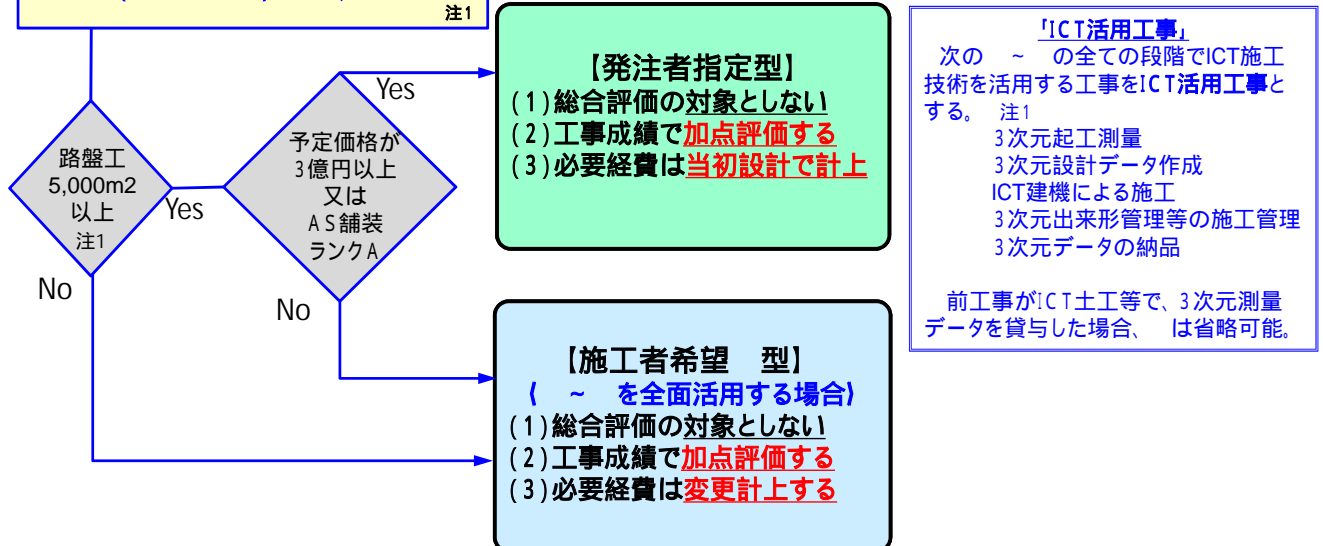 注1
路盤工
5,000m2
以上
注1
Yes
No
予定価格が
3億円以上
又は
AS舗装
ランクA
Yes
No
【発注者指定型】
(1)総合評価の対象としない
(2)工事成績で加点評価する
(3)必要経費は当初設計で計上
【施工者希望　型】
(　~　を全面活用する場合)
(1)総合評価の対象としない
(2)工事成績で加点評価する
(3)必要経費は変更計上する
「ICT活用工事」
次の　~　の全ての段階でICT施工
技術を活用する工事をICT活用工事と
する。　注1
3次元起工測量
3次元設計データ作成
ICT建機による施工
3次元出来形管理等の施工管理
3次元データの納品
前工事がICT土工等で、3次元測量
データを貸与した場合、　は省略可能。